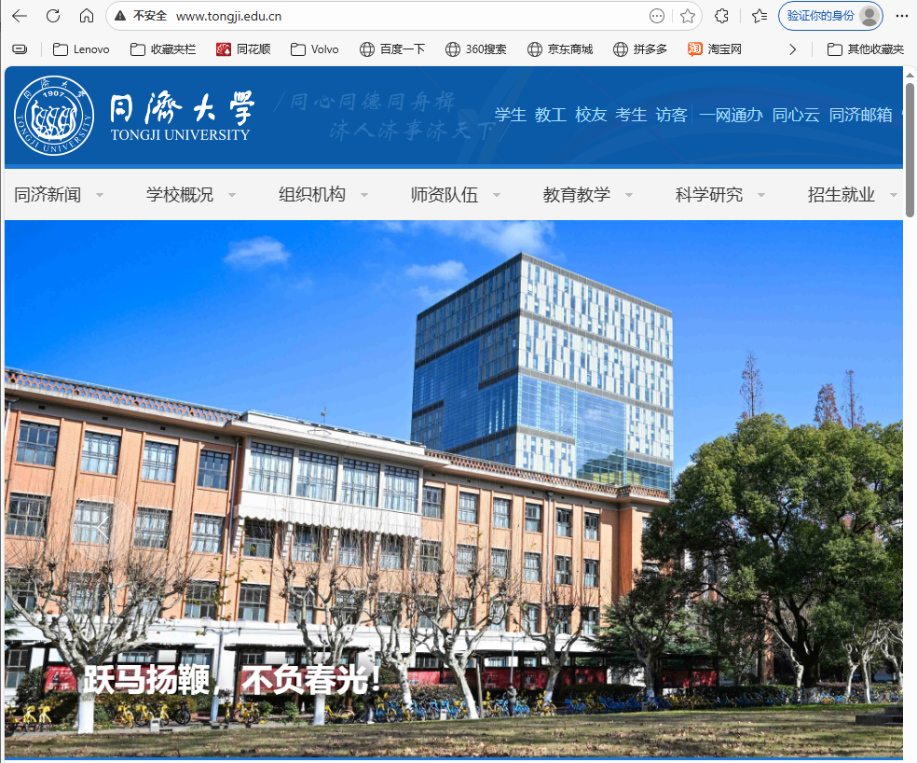 不安全 www.tongji.edu.cn 验证你的身份
Lenovo 收藏夹栏 同花顺 Volvo 百度一下 360搜索 京东商城 拼多多 淘宝网 其他收藏夹
1907
同济大学
TONGJI UNIVERSITY
同濟大学
TONGJI UNIVERSITY
同心同德同舟楫
济人济事济天下
学生 教工 校友 考生 访客 一网通办 同心云 同济邮箱
同济新闻 学校概况 组织机构 师资队伍 教育教学 科学研究 招生就业
跃马扬鞭，不负春光！